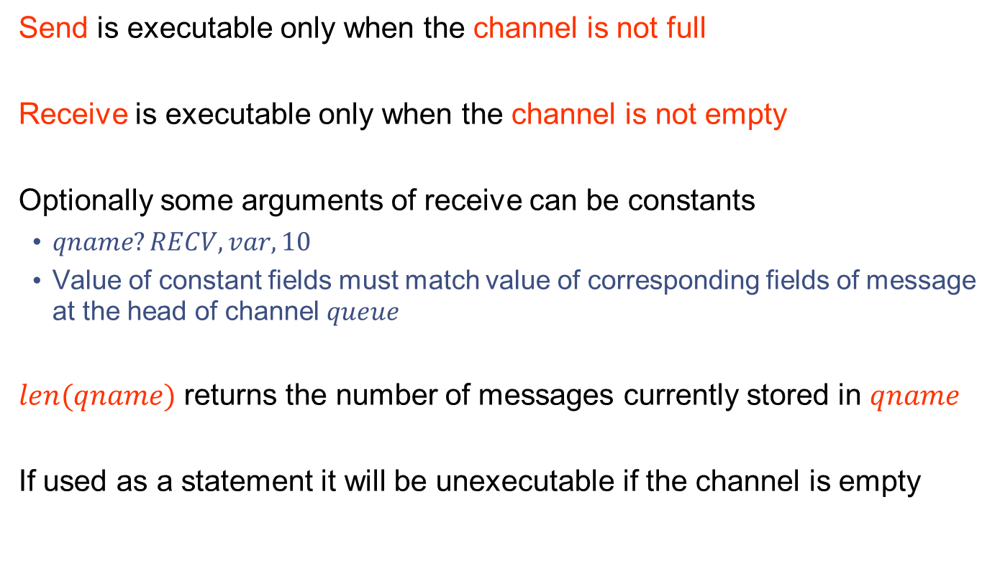 Send is executable only when the channel is not full
Receive is executable only when the channel is not empty
Optionally some arguments of receive can be constants
• qname? RECV, var, 10
• Value of constant fields must match value of corresponding fields of message
at the head of channel queue
len(qname) returns the number of messages currently stored in qname
If used as a statement it will be unexecutable if the channel is empty